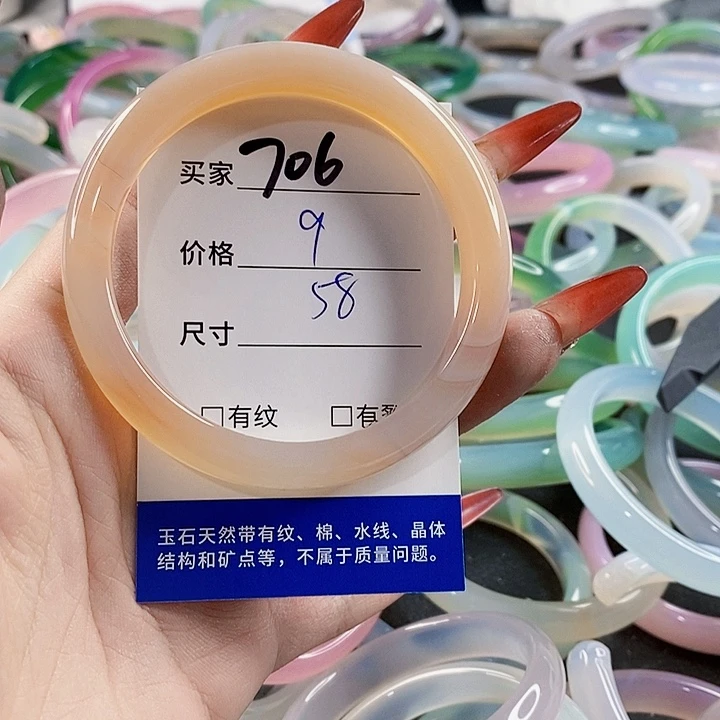 买家 706
价格 9
58
尺寸
□有纹 □有裂
玉石天然带有纹、棉、水线、晶体
结构和矿点等，不属于质量问题。